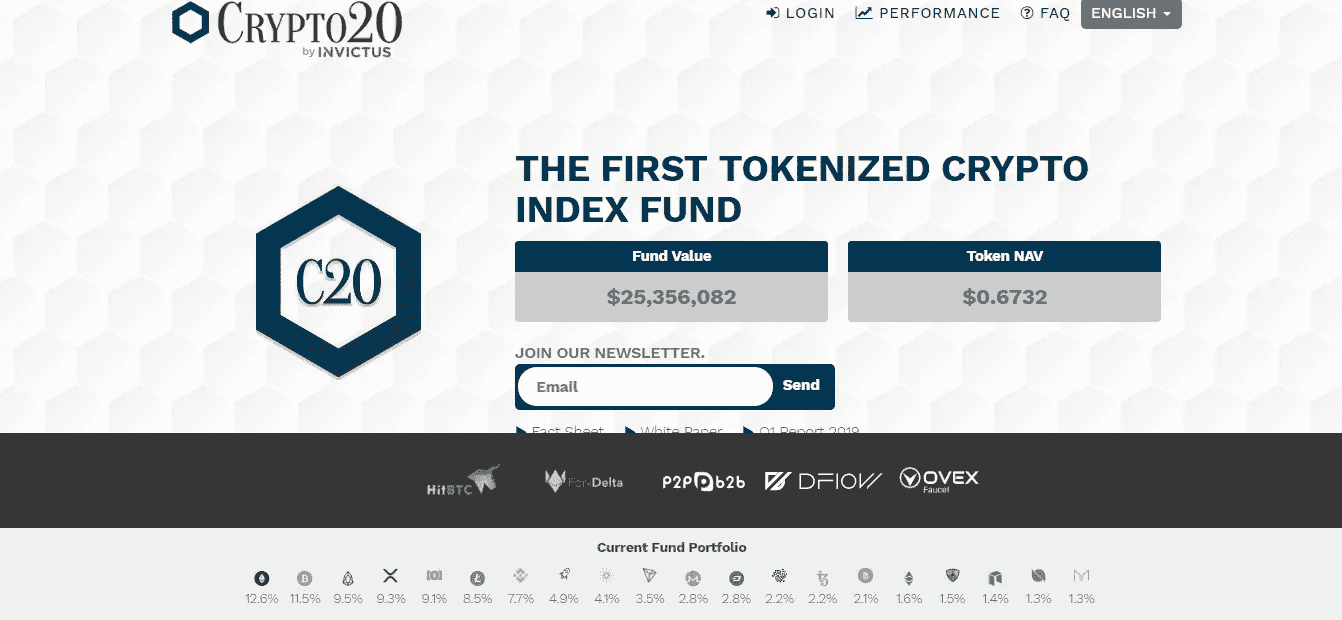 CRYPTO20
by INVICTUS
LOGIN PERFORMANCE FAQ ENGLISH
THE FIRST TOKENIZED CRYPTO
INDEX FUND
C20
Fund Value Token NAV
$25,356,082 $0.6732
JOIN OUR NEWSLETTER.
Email Send
Fact Sheet White Paper Q1 Report 2019
HitBTC ForkDelta P2PB2B DFLOW OVEX
Faucet
Current Fund Portfolio
12.6% 11.5% 9.5% 9.3% 9.1% 8.5% 7.7% 4.9% 4.1% 3.5% 2.8% 2.8% 2.2% 2.2% 2.1% 1.6% 1.5% 1.4% 1.3% 1.3%